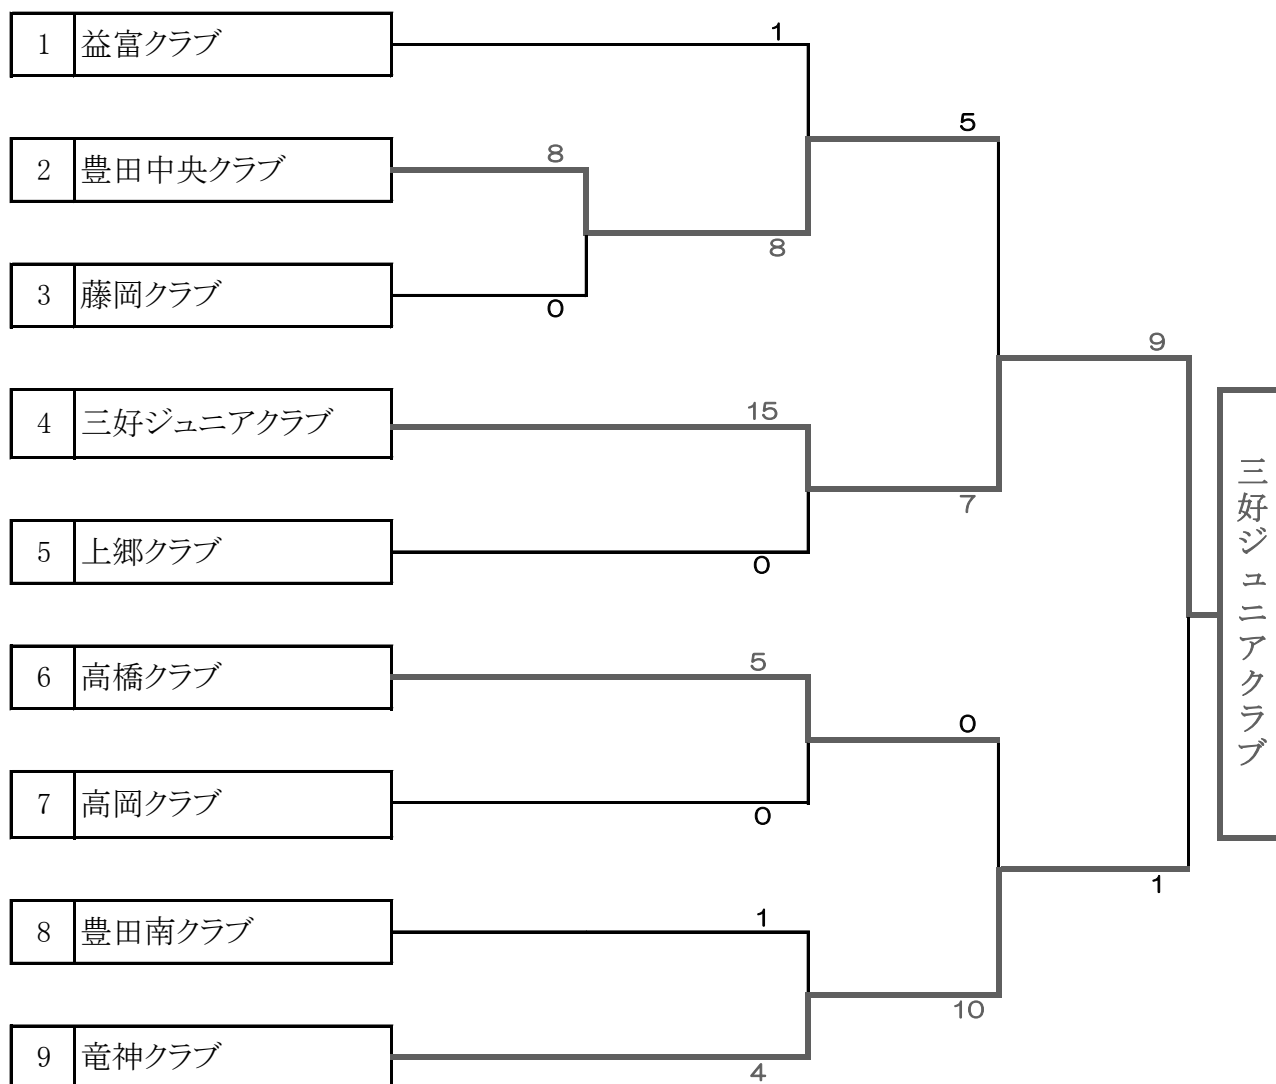 1 益富クラブ
1
5
2 豊田中央クラブ
8
8
3 藤岡クラブ
0
9
4 三好ジュニアクラブ
15
7
三好ジュニアクラブ
5 上郷クラブ
0
6 高橋クラブ
5
0
7 高岡クラブ
0
1
8 豊田南クラブ
1
10
9 竜神クラブ
4